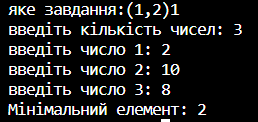 яке завдання:(1,2)1
введіть кількість чисел: 3
введіть число 1: 2
введіть число 2: 10
введіть число 3: 8
Мінімальний елемент: 2